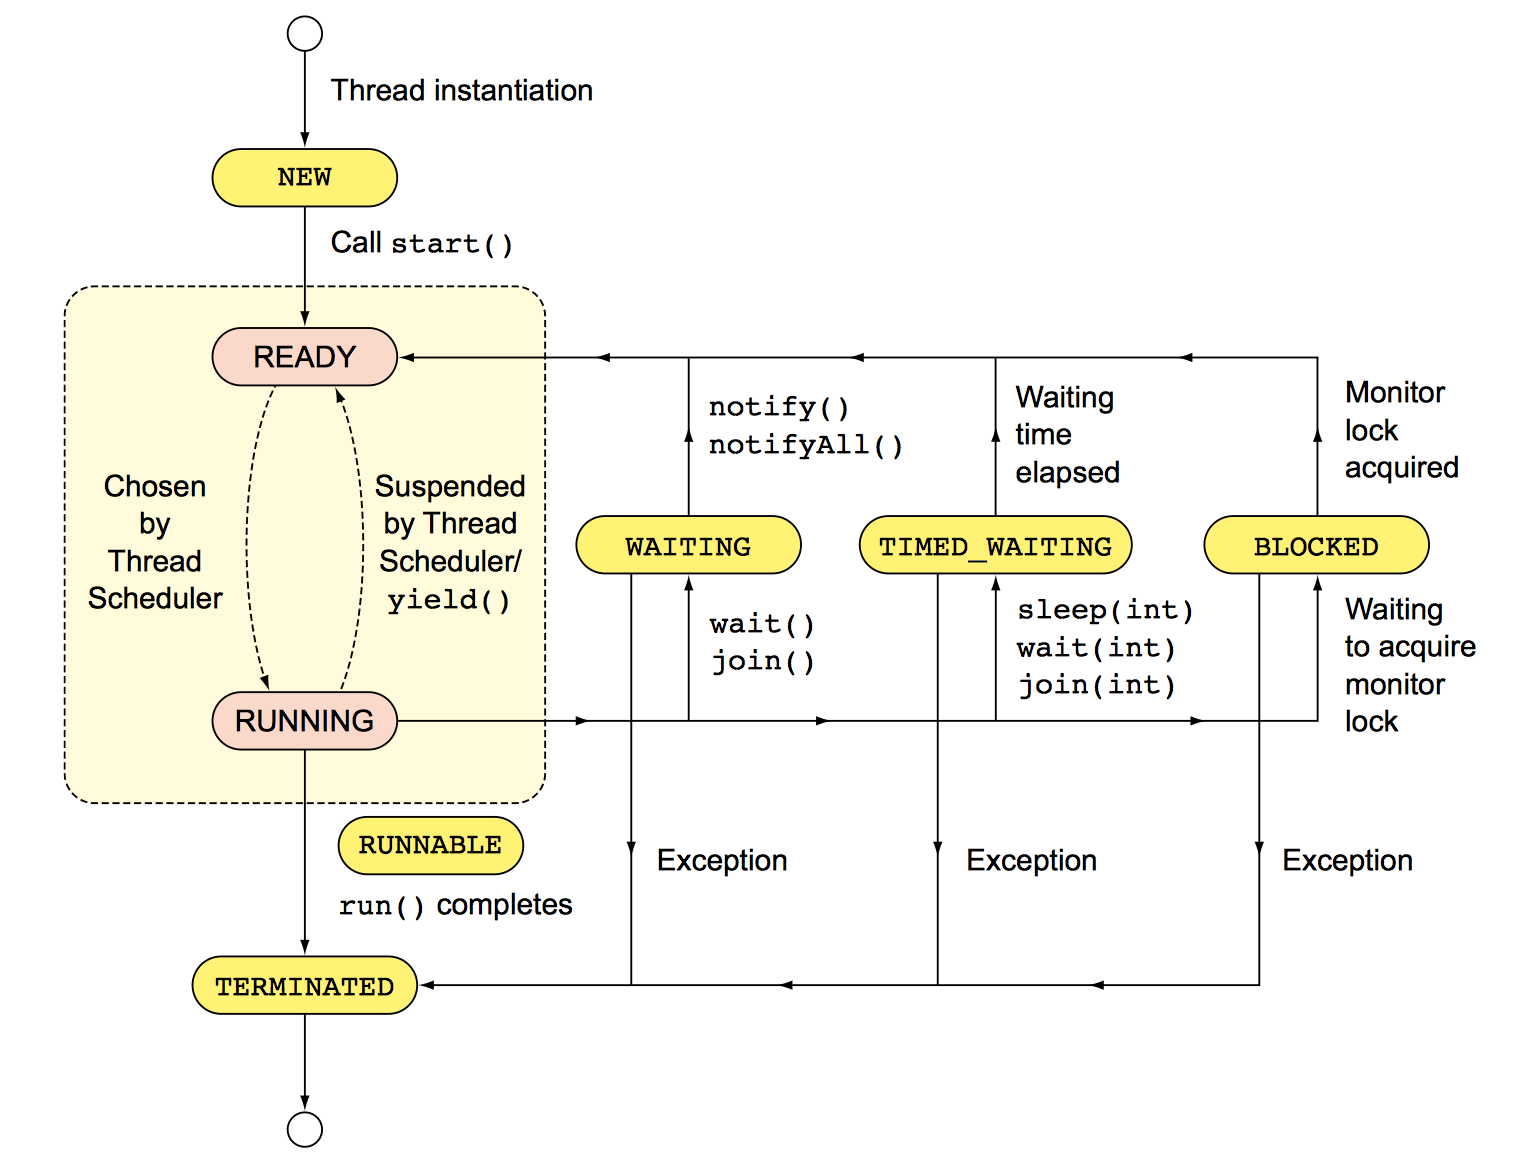 Thread instantiation
NEW
Call start()
READY
notify()
notifyAll()
Waiting
time
elapsed
Monitor
lock
acquired
Chosen
by
Thread
Scheduler
Suspended
by Thread
Scheduler/
yield()
WAITING
TIMED_WAITING
BLOCKED
wait()
join()
sleep(int)
wait(int)
join(int)
Waiting
to acquire
monitor
lock
RUNNING
RUNNABLE
run() completes
Exception
Exception
Exception
TERMINATED